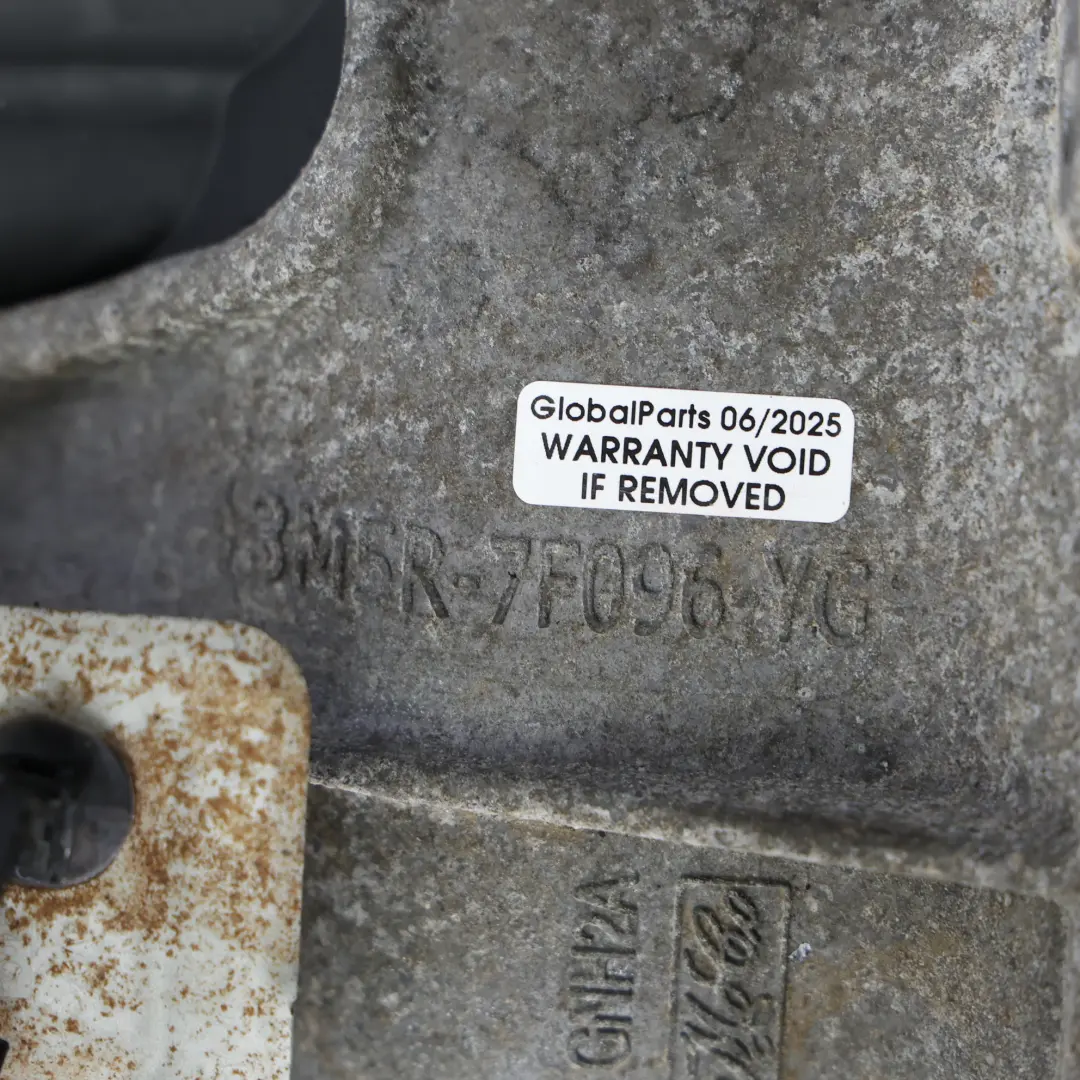 GlobalParts 06/2025
WARRANTY VOID
IF REMOVED
3M5R-7F096-YG